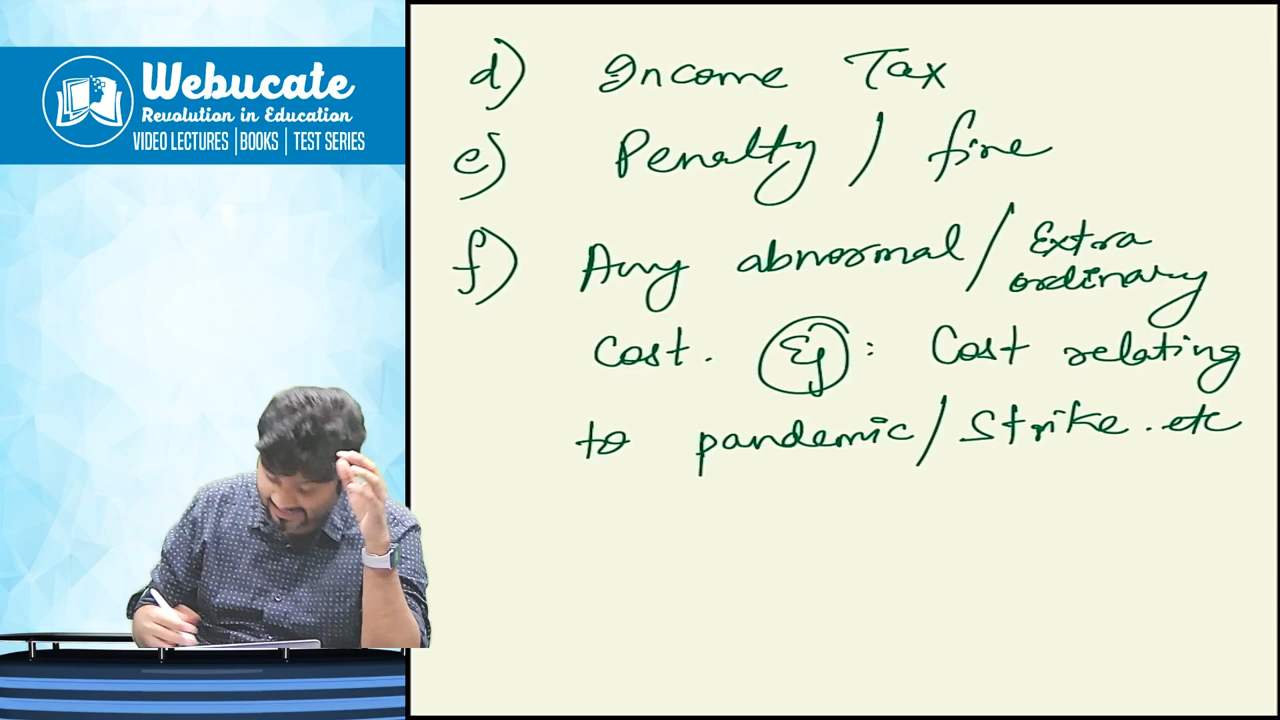 Webucate
Revolution in Education
VIDEO LECTURES | BOOKS | TEST SERIES
d) Income Tax
e) Penalty / fine
f) Any abnormal / Extra
ordinary
Cost. Eg : Cost relating
to pandemic / Strike . etc